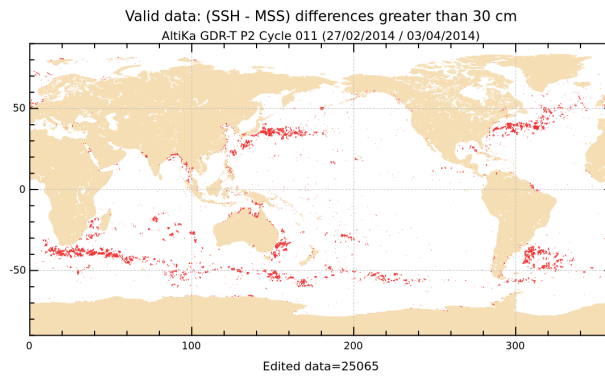 Valid data: (SSH - MSS) differences greater than 30 cm
AltiKa GDR-T P2 Cycle 011 (27/02/2014 / 03/04/2014)
50
0
-50
0
100
200
300
Edited data=25065